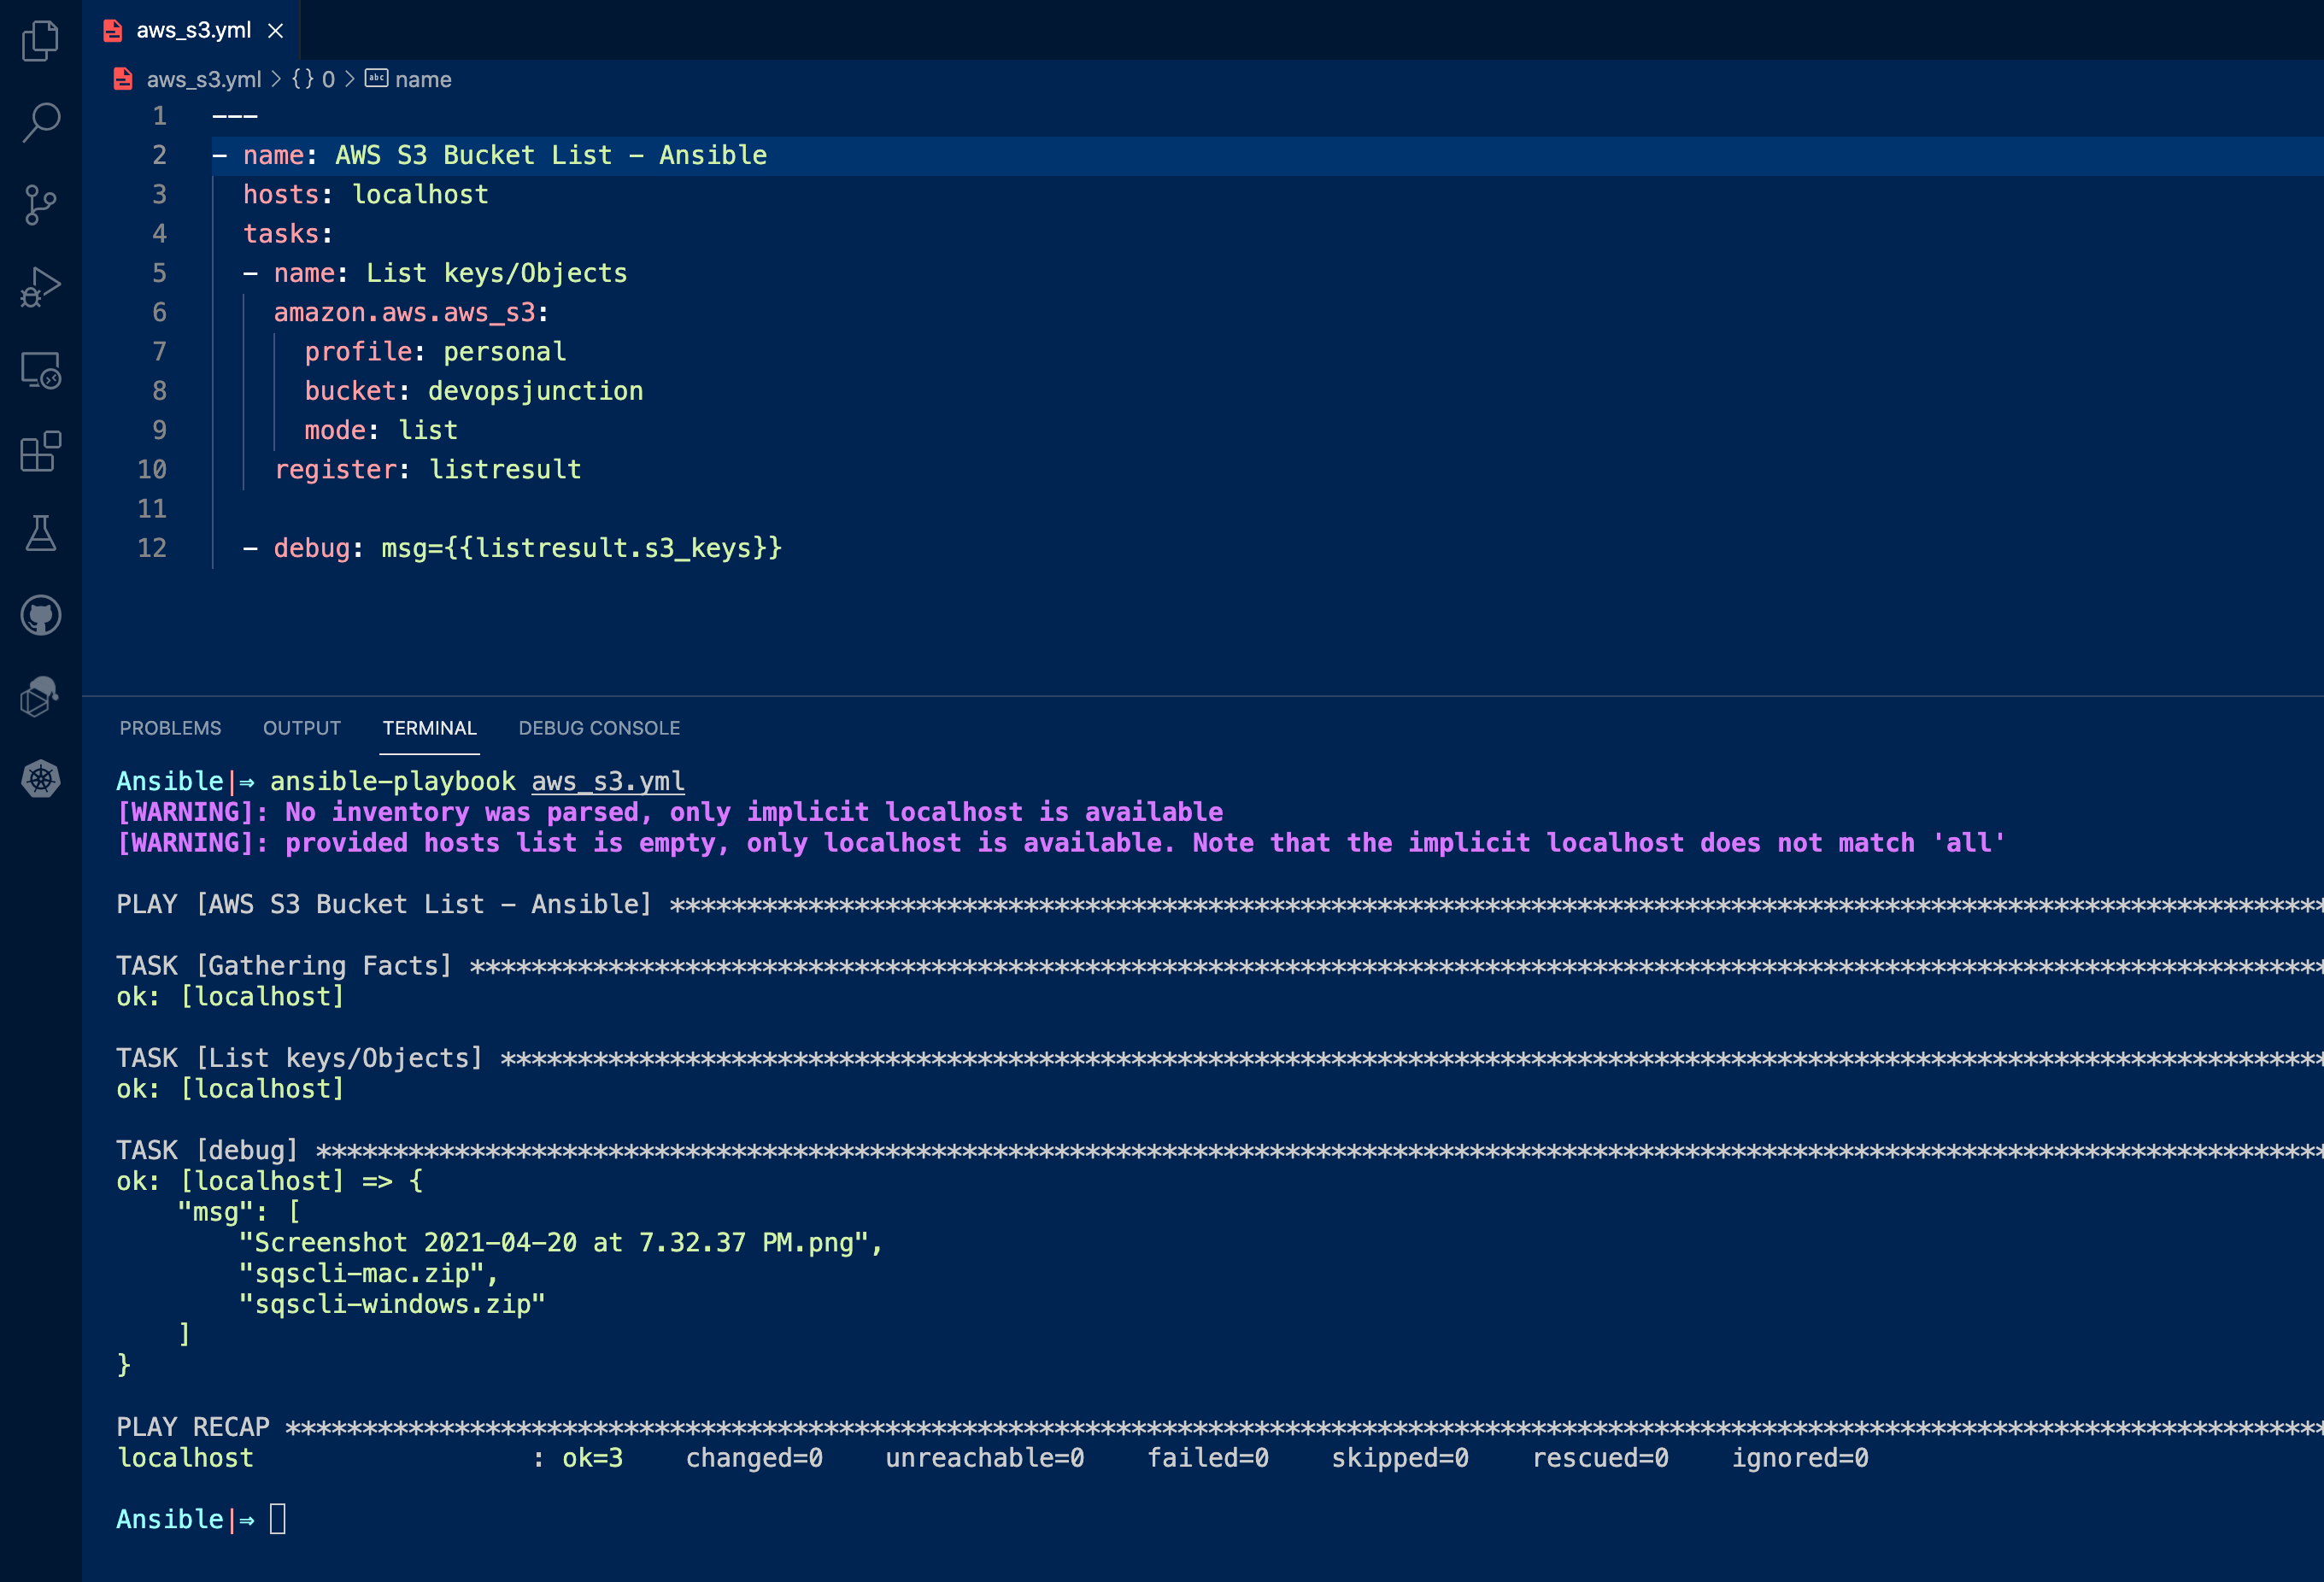 aws_s3.yml
aws_s3.yml > {} 0 > abc name
1 ---
2 - name: AWS S3 Bucket List - Ansible
3   hosts: localhost
4   tasks:
5   - name: List keys/Objects
6     amazon.aws.aws_s3:
7       profile: personal
8       bucket: devopsjunction
9       mode: list
10     register: listresult
11
12   - debug: msg={{listresult.s3_keys}}
PROBLEMS OUTPUT TERMINAL DEBUG CONSOLE
Ansible|⇒ ansible-playbook aws_s3.yml
[WARNING]: No inventory was parsed, only implicit localhost is available
[WARNING]: provided hosts list is empty, only localhost is available. Note that the implicit localhost does not match 'all'
PLAY [AWS S3 Bucket List - Ansible] ************************************************************************************************************
TASK [Gathering Facts] *************************************************************************************************************************
ok: [localhost]
TASK [List keys/Objects] ***********************************************************************************************************************
ok: [localhost]
TASK [debug] ***********************************************************************************************************************************
ok: [localhost] => {
    "msg": [
        "Screenshot 2021-04-20 at 7.32.37 PM.png",
        "sqscli-mac.zip",
        "sqscli-windows.zip"
    ]
}
PLAY RECAP *************************************************************************************************************************************
localhost                  : ok=3    changed=0    unreachable=0    failed=0    skipped=0    rescued=0    ignored=0
Ansible|⇒